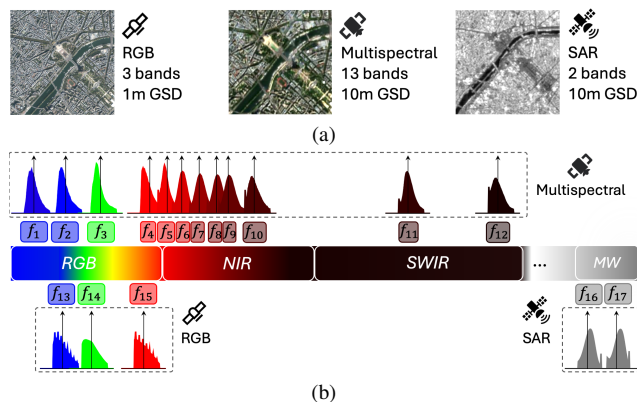 RGB
3 bands
1m GSD
Multispectral
13 bands
10m GSD
SAR
2 bands
10m GSD
(a)
Multispectral
f1 f2 f3 f4 f5 f6 f7 f8 f9 f10 f11 f12
RGB NIR SWIR ... MW
f13 f14 f15 f16 f17
RGB
SAR
(b)